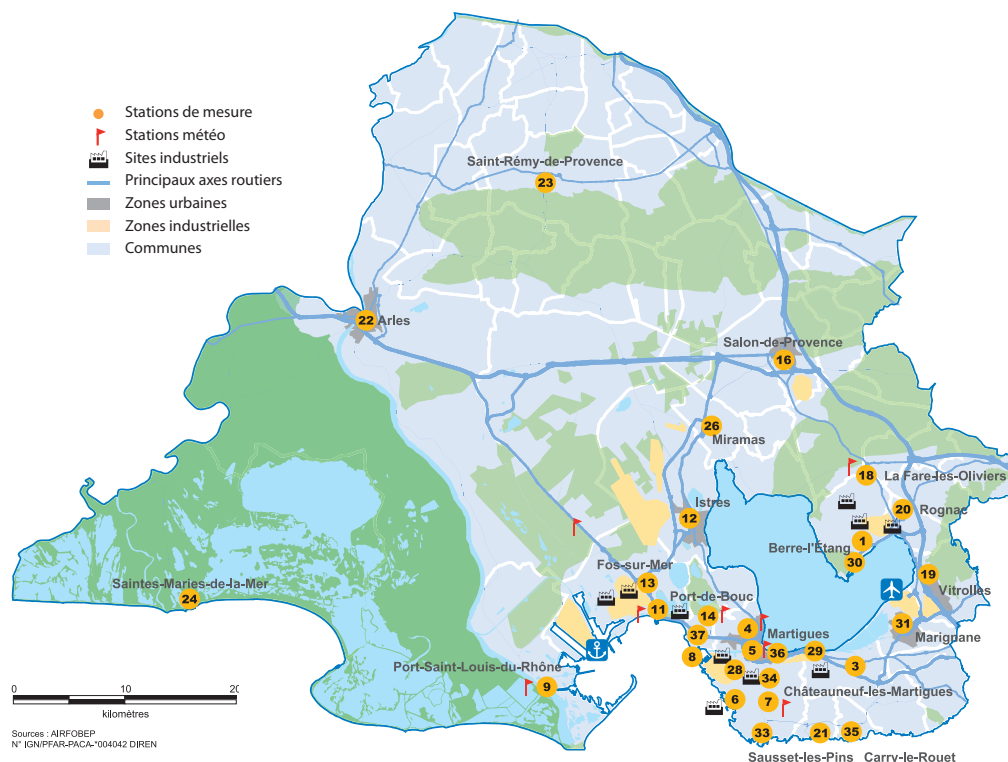 Stations de mesure
Stations météo
Sites industriels
Principaux axes routiers
Zones urbaines
Zones industrielles
Communes
Saint-Rémy-de-Provence
23
22 Arles
Salon-de-Provence
16
26
Miramas
18
La Fare-les-Oliviers
Istres
12
20
Rognac
1
Berre-l'Étang
30
Fos-sur-Mer
13
19
Vitrolles
Saintes-Maries-de-la-Mer
24
Port-de-Bouc
11
14
4
31
Marignane
37
Martigues
5
36
29
8
3
Port-Saint-Louis-du-Rhône
9
28
34
Châteauneuf-les-Martigues
6
7
33
21
35
Sausset-les-Pins
Carry-le-Rouet
0 10 20
kilomètres
Sources : AIRFOBEP
N° IGN/PFAR-PACA-°004042 DIREN